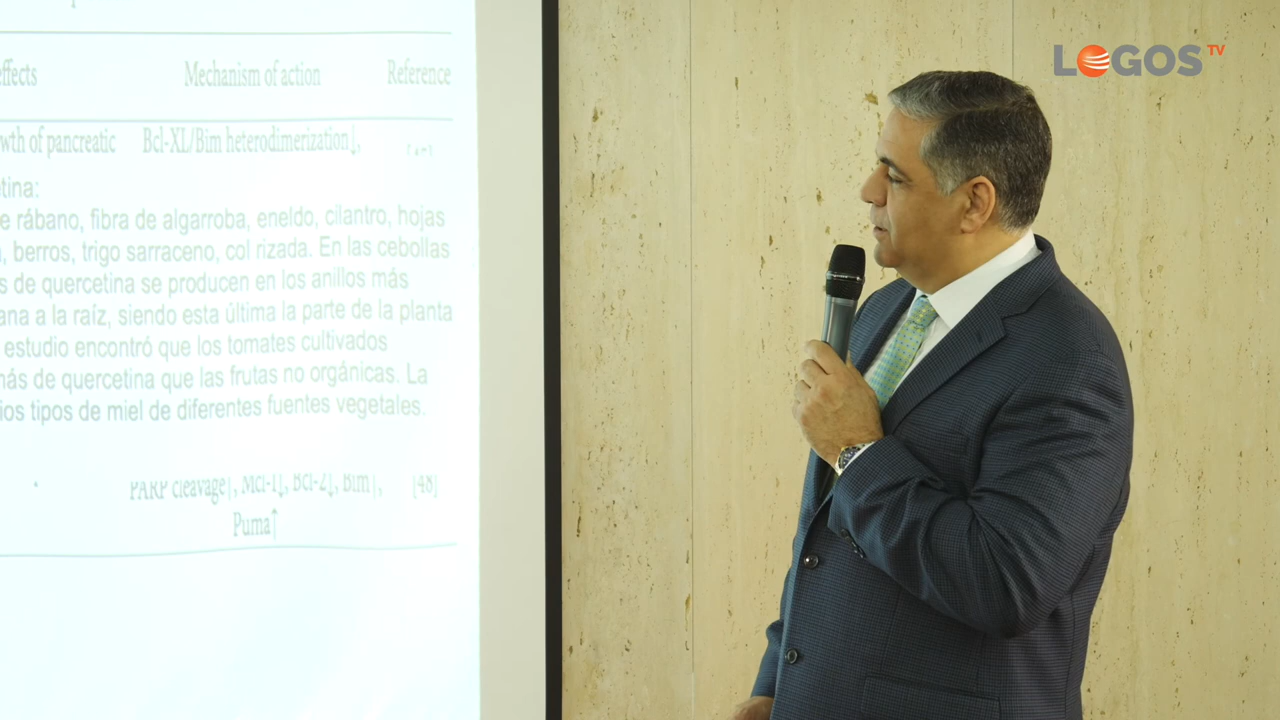 LOGOS TV
effects Mechanism of action Reference
wth of pancreatic Bcl-XL/Bim heterodimerization↓,
etina:
e rábano, fibra de algarroba, eneldo, cilantro, hojas
, berros, trigo sarraceno, col rizada. En las cebollas
s de quercetina se producen en los anillos más
ana a la raíz, siendo esta última la parte de la planta
estudio encontró que los tomates cultivados
más de quercetina que las frutas no orgánicas. La
ios tipos de miel de diferentes fuentes vegetales.
PARP cleavage|, Mcl-1↓, Bcl-2↓, Bim|, [48]
Puma↑